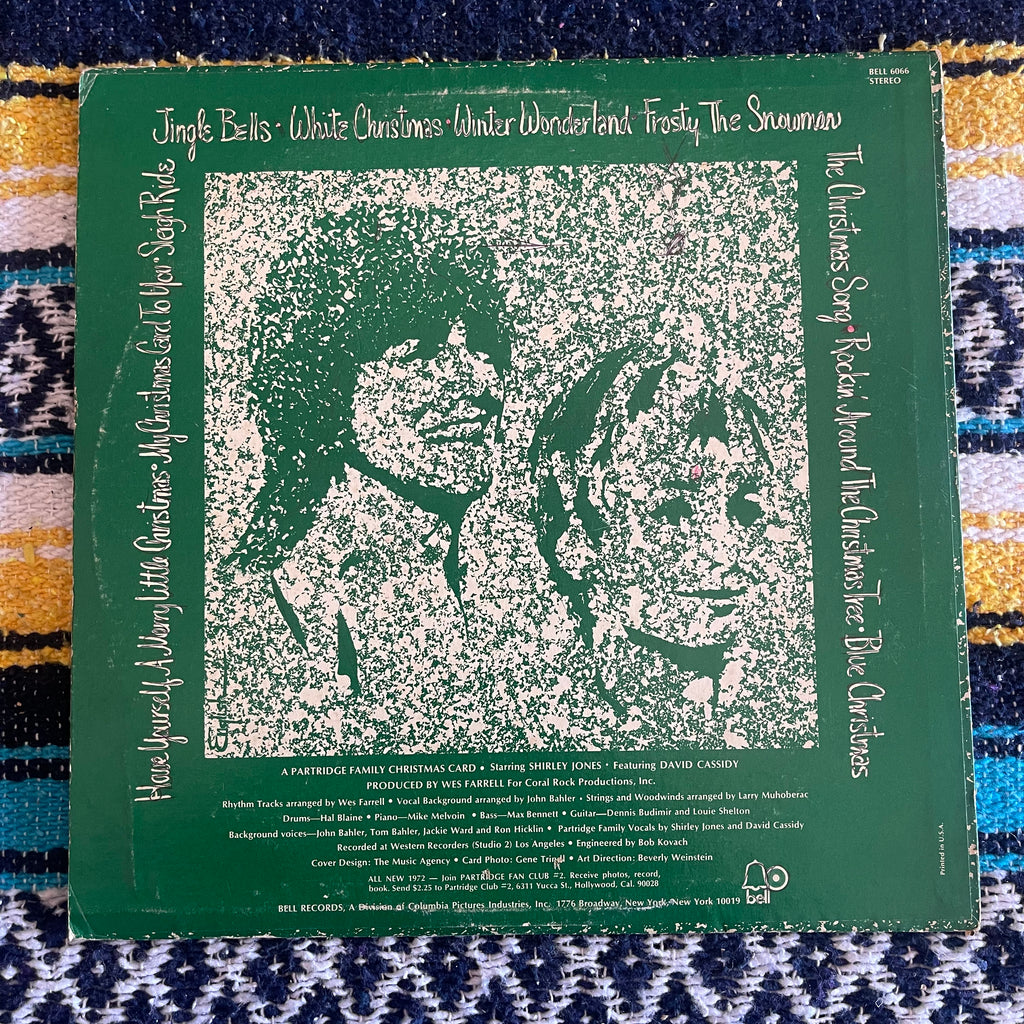 BELL 6066
STEREO
Jingle Bells • White Christmas • Winter Wonderland • Frosty The Snowman
The Christmas Song • Rockin' Around The Christmas Tree • Blue Christmas
Have Yourself A Merry Little Christmas • My Christmas Card To You • Sleigh Ride
A PARTRIDGE FAMILY CHRISTMAS CARD • Starring SHIRLEY JONES • Featuring DAVID CASSIDY
PRODUCED BY WES FARRELL For Coral Rock Productions, Inc.
Rhythm Tracks arranged by Wes Farrell • Vocal Background arranged by John Bahler • Strings and Woodwinds arranged by Larry Muhoberac
Drums—Hal Blaine • Piano—Mike Melvoin • Bass—Max Bennett • Guitar—Dennis Budimir and Louie Shelton
Background voices—John Bahler, Tom Bahler, Jackie Ward and Ron Hicklin • Partridge Family Vocals by Shirley Jones and David Cassidy
Recorded at Western Recorders (Studio 2) Los Angeles • Engineered by Bob Kovach
Cover Design: The Music Agency • Card Photo: Gene Trindl • Art Direction: Beverly Weinstein
ALL NEW 1972 — Join PARTRIDGE FAN CLUB #2. Receive photos, record,
book. Send $2.25 to Partridge Club #2, 6311 Yucca St., Hollywood, Cal. 90028
BELL RECORDS, A Division of Columbia Pictures Industries, Inc. 1776 Broadway, New York, New York 10019
bell
Printed in U.S.A.